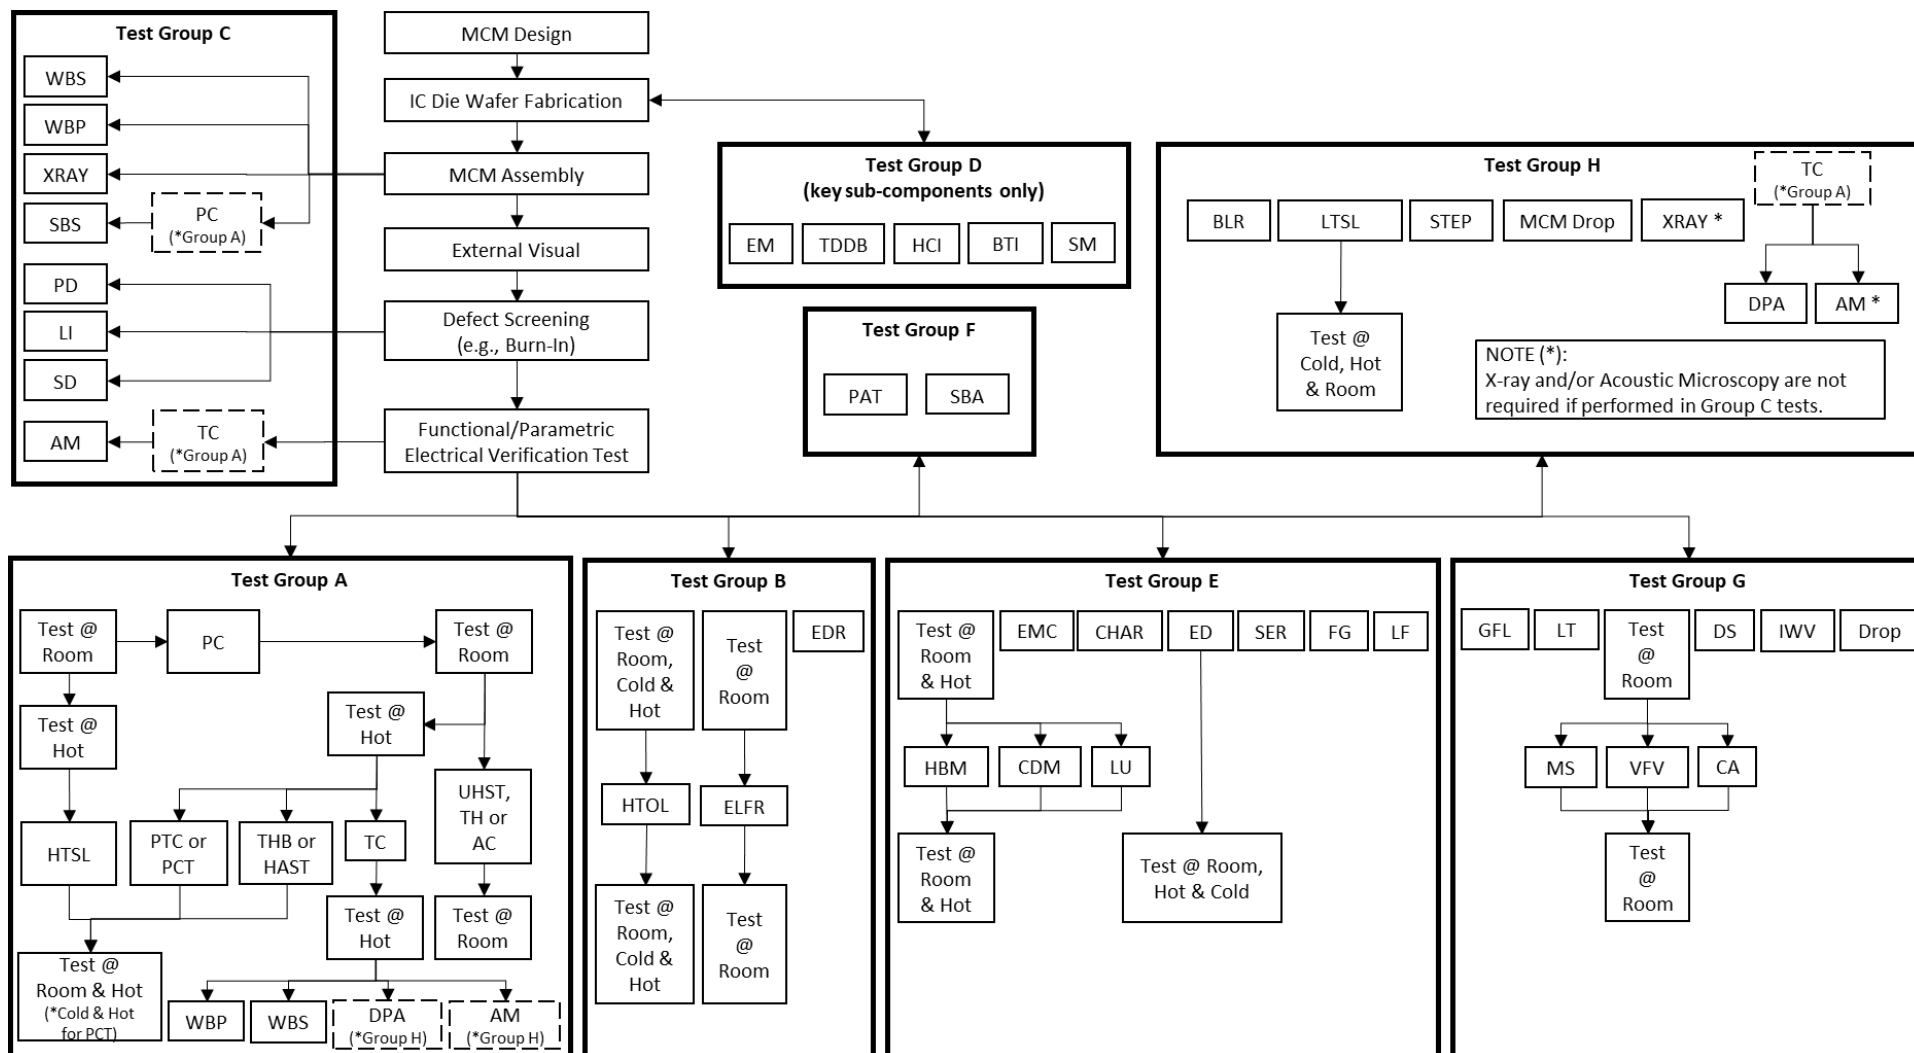 Test Group C
WBS
WBP
XRAY
SBS
PC
(*Group A)
PD
LI
SD
AM
TC
(*Group A)
MCM Design
IC Die Wafer Fabrication
MCM Assembly
External Visual
Defect Screening
(e.g., Burn-In)
Functional/Parametric
Electrical Verification Test
Test Group D
(key sub-components only)
EM
TDDB
HCI
BTI
SM
Test Group F
PAT
SBA
Test Group H
BLR
LTSL
STEP
MCM Drop
XRAY *
TC
(*Group A)
DPA
AM *
Test @
Cold, Hot
& Room
NOTE (*):
X-ray and/or Acoustic Microscopy are not
required if performed in Group C tests.
Test Group A
Test @
Room
PC
Test @
Room
Test @
Hot
Test @
Hot
HTSL
PTC or
PCT
THB or
HAST
TC
UHST,
TH or
AC
Test @
Hot
Test @
Room
Test @
Room & Hot
(*Cold & Hot
for PCT)
WBP
WBS
DPA
(*Group H)
AM
(*Group H)
Test Group B
Test @
Room,
Cold &
Hot
Test
@
Room
EDR
HTOL
ELFR
Test @
Room,
Cold &
Hot
Test
@
Room
Test Group E
Test @
Room
& Hot
EMC
CHAR
ED
SER
FG
LF
HBM
CDM
LU
Test @
Room
& Hot
Test @ Room,
Hot & Cold
Test Group G
GFL
LT
Test
@
Room
DS
IWV
Drop
MS
VFV
CA
Test
@
Room